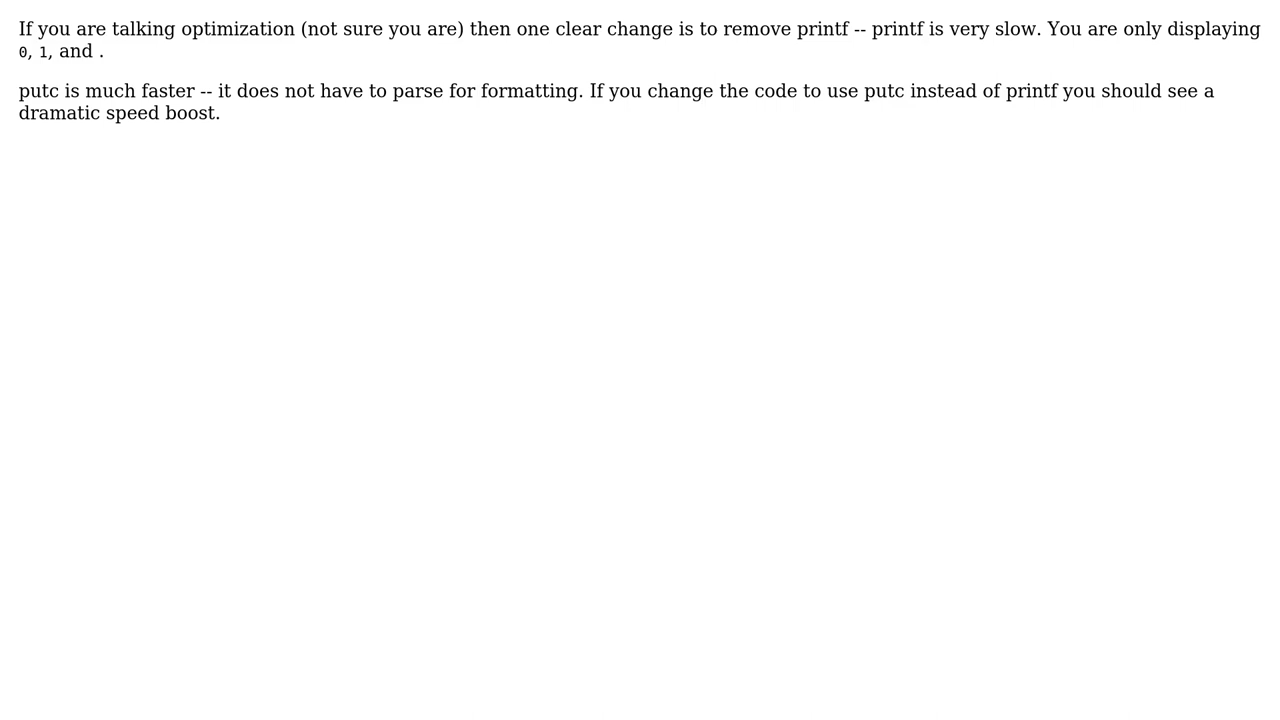 If you are talking optimization (not sure you are) then one clear change is to remove printf -- printf is very slow. You are only displaying
0, 1, and .
putc is much faster -- it does not have to parse for formatting. If you change the code to use putc instead of printf you should see a
dramatic speed boost.